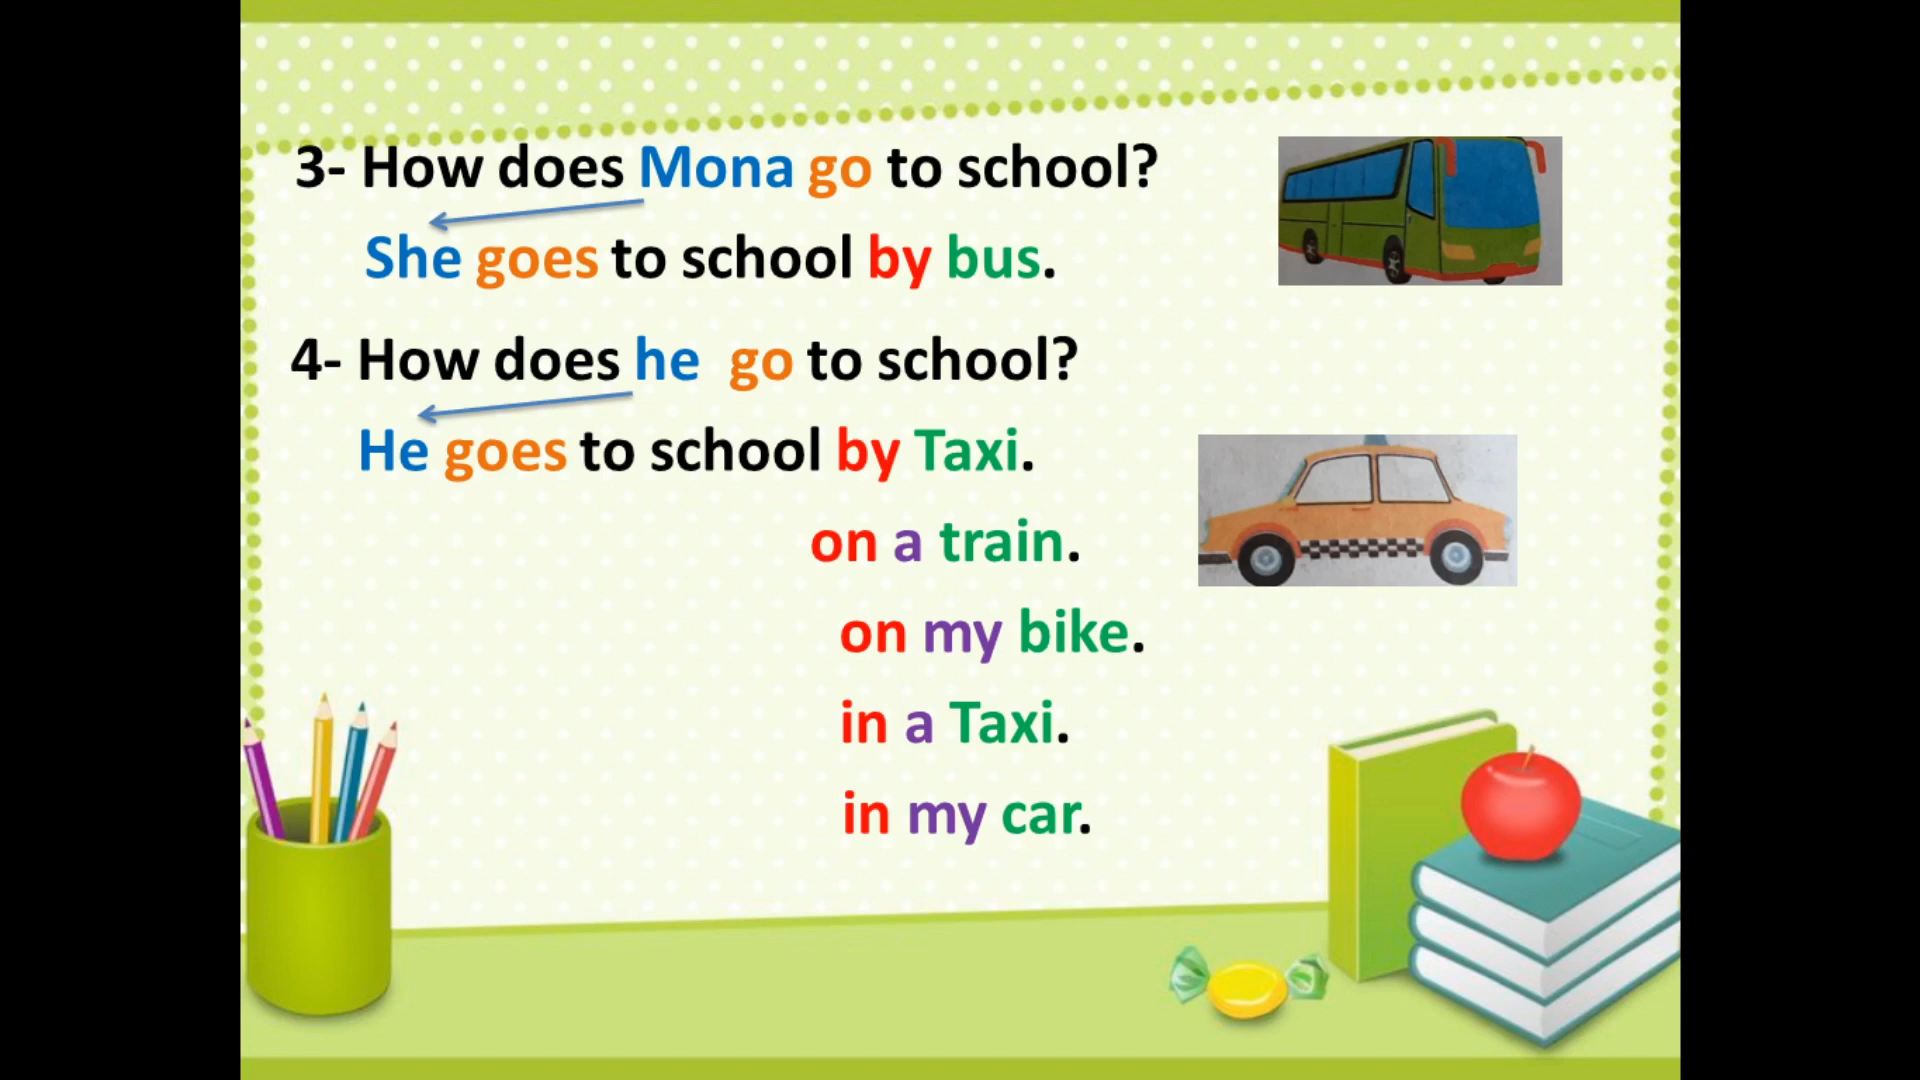 3- How does Mona go to school?
She goes to school by bus.
4- How does he go to school?
He goes to school by Taxi.
on a train.
on my bike.
in a Taxi.
in my car.